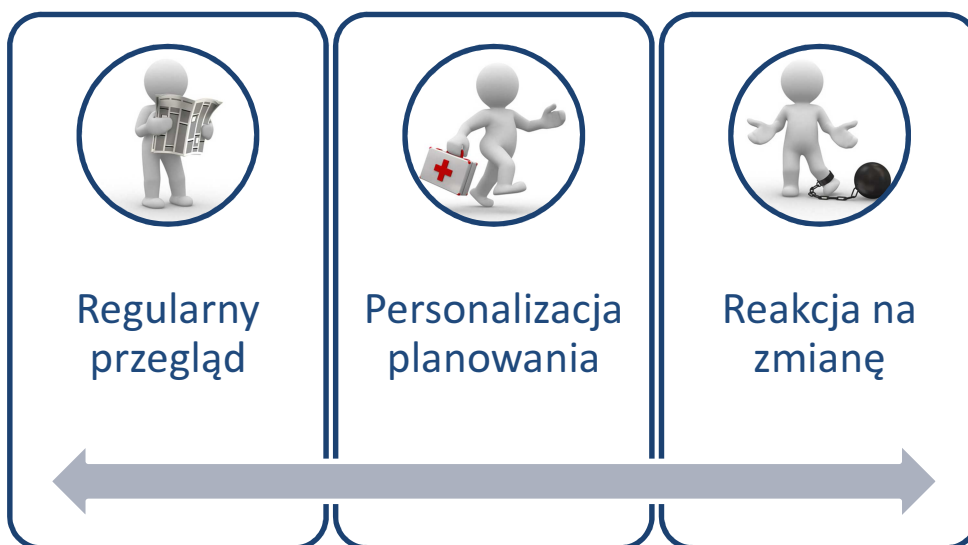 Regularny
przegląd
Personalizacja
planowania
Reakcja na
zmianę